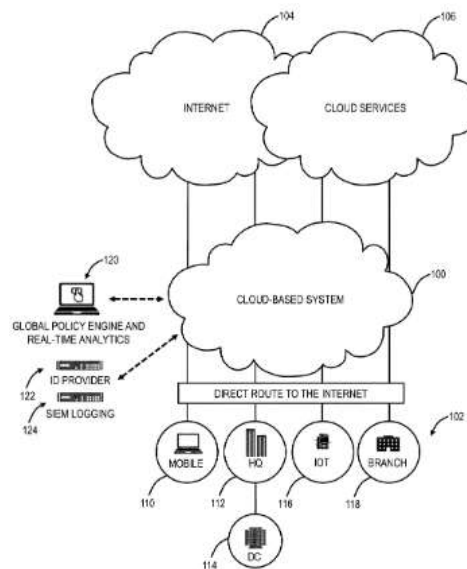 104
106
INTERNET
CLOUD SERVICES
120
100
CLOUD-BASED SYSTEM
GLOBAL POLICY ENGINE AND
REAL-TIME ANALYTICS
122
ID PROVIDER
124
SIEM LOGGING
DIRECT ROUTE TO THE INTERNET
102
MOBILE
HQ
IOT
BRANCH
110
112
116
118
DC
114